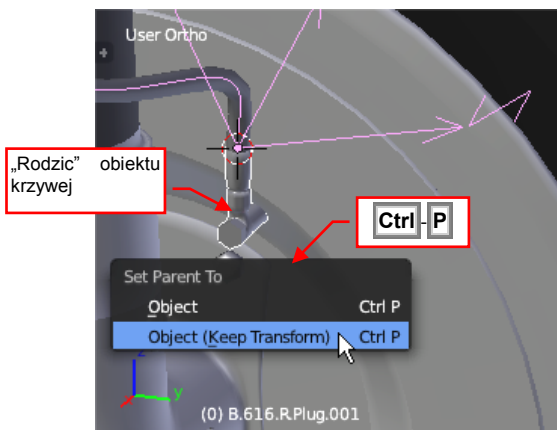 User Ortho
„Rodzic” obiektu
krzywej
Ctrl - P
Set Parent To
Object Ctrl P
Object (Keep Transform) Ctrl P
z
y
(0) B.616.R.Plug.001